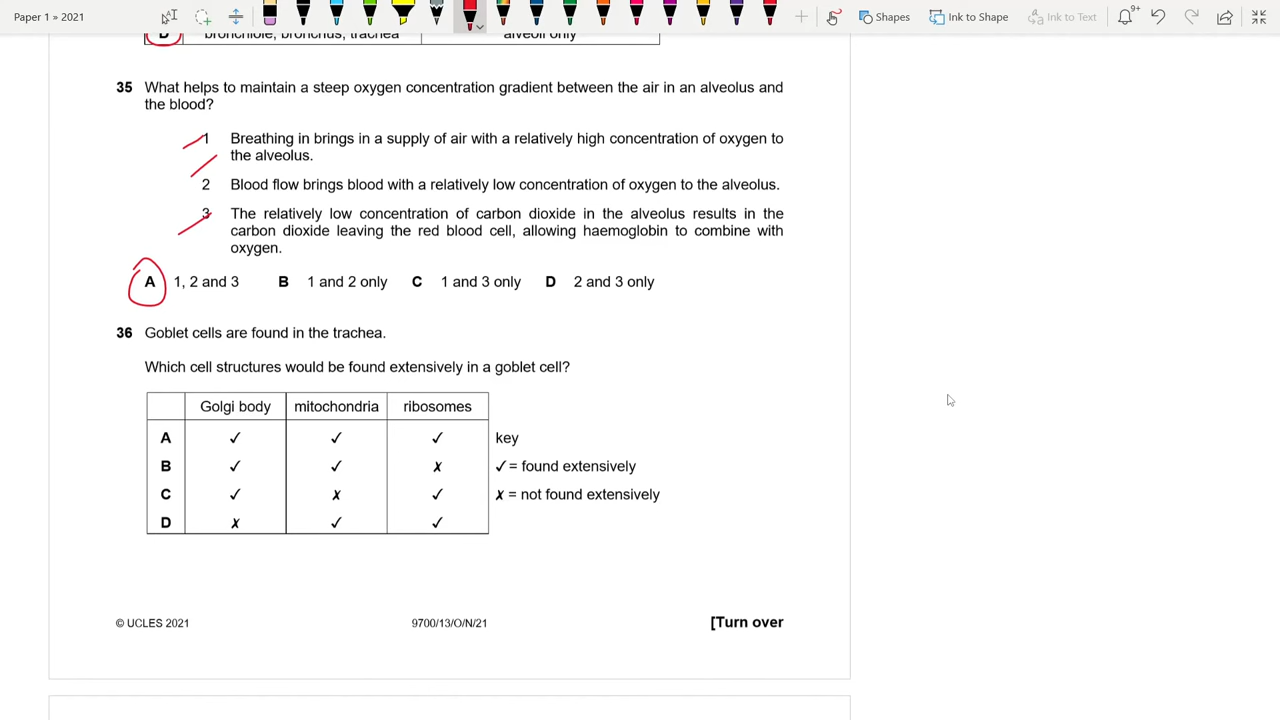 Paper 1 » 2021
Shapes
Ink to Shape
Ink to Text
9+
D bronchiole, bronchus, trachea alveoli only
35 What helps to maintain a steep oxygen concentration gradient between the air in an alveolus and
the blood?
1 Breathing in brings in a supply of air with a relatively high concentration of oxygen to
the alveolus.
2 Blood flow brings blood with a relatively low concentration of oxygen to the alveolus.
3 The relatively low concentration of carbon dioxide in the alveolus results in the
carbon dioxide leaving the red blood cell, allowing haemoglobin to combine with
oxygen.
A 1, 2 and 3 B 1 and 2 only C 1 and 3 only D 2 and 3 only
36 Goblet cells are found in the trachea.
Which cell structures would be found extensively in a goblet cell?
Golgi body mitochondria ribosomes
A ✓ ✓ ✓ key
B ✓ ✓ ✗ ✓ = found extensively
C ✓ ✗ ✓ ✗ = not found extensively
D ✗ ✓ ✓
© UCLES 2021 9700/13/O/N/21 [Turn over